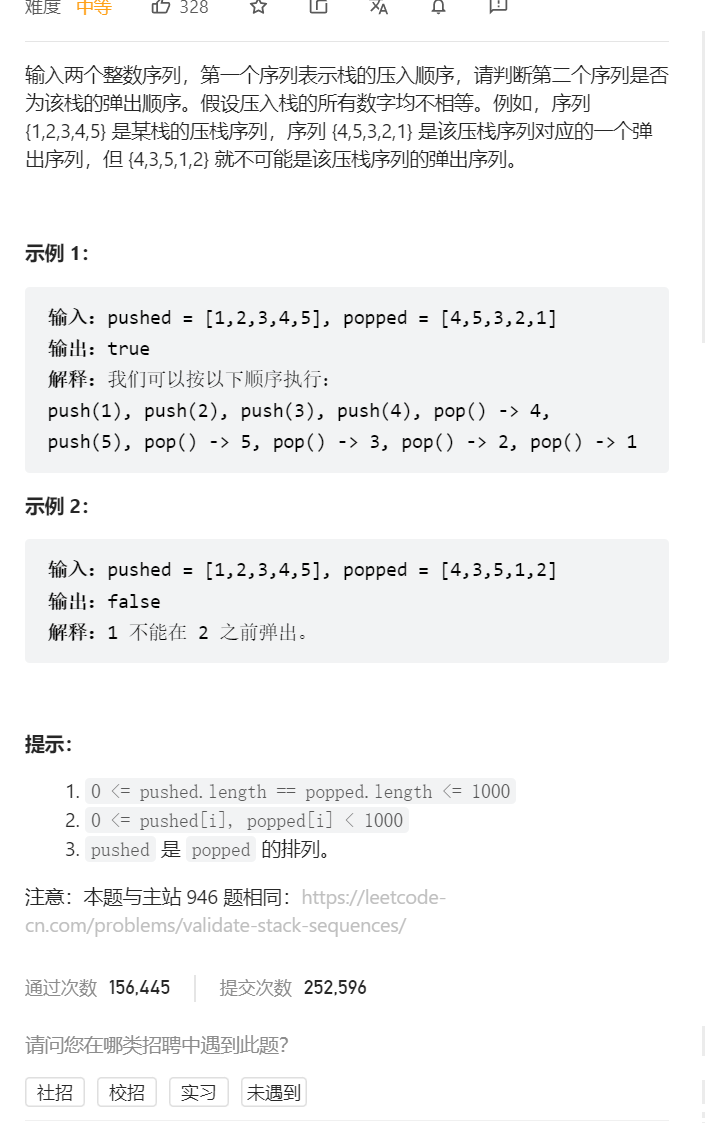 难度 中等 328
输入两个整数序列，第一个序列表示栈的压入顺序，请判断第二个序列是否
为该栈的弹出顺序。假设压入栈的所有数字均不相等。例如，序列
{1,2,3,4,5} 是某栈的压栈序列，序列 {4,5,3,2,1} 是该压栈序列对应的一个弹
出序列，但 {4,3,5,1,2} 就不可能是该压栈序列的弹出序列。
示例 1：
输入：pushed = [1,2,3,4,5], popped = [4,5,3,2,1]
输出：true
解释：我们可以按以下顺序执行：
push(1), push(2), push(3), push(4), pop() -> 4,
push(5), pop() -> 5, pop() -> 3, pop() -> 2, pop() -> 1
示例 2：
输入：pushed = [1,2,3,4,5], popped = [4,3,5,1,2]
输出：false
解释：1 不能在 2 之前弹出。
提示：
1. 0 <= pushed.length == popped.length <= 1000
2. 0 <= pushed[i], popped[i] < 1000
3. pushed 是 popped 的排列。
注意：本题与主站 946 题相同：https://leetcode-
cn.com/problems/validate-stack-sequences/
通过次数 156,445 提交次数 252,596
请问您在哪类招聘中遇到此题？
社招 校招 实习 未遇到